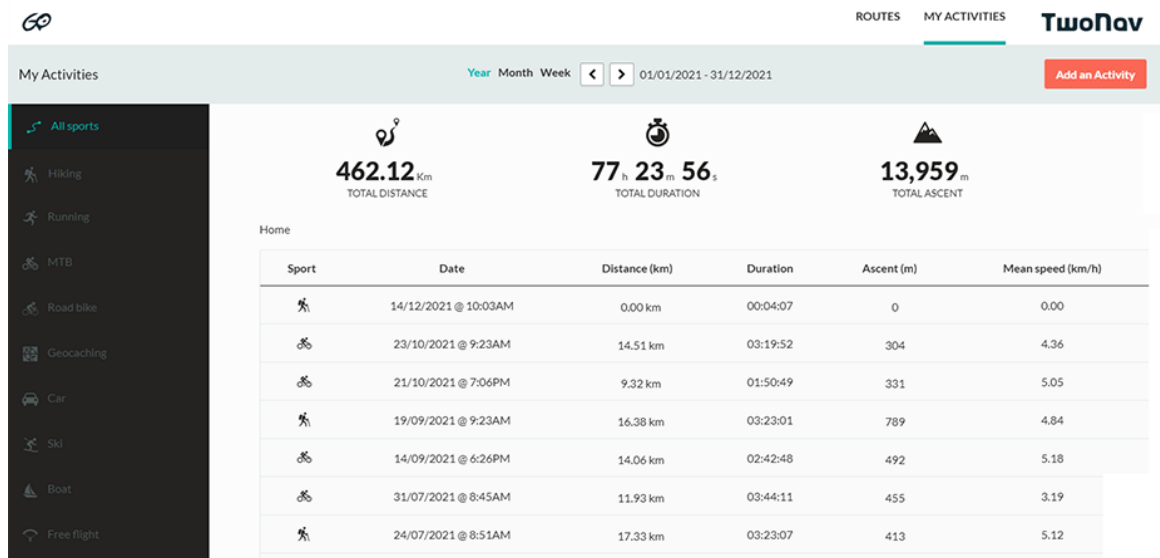 GO
ROUTES MY ACTIVITIES TwoNav
My Activities
Year Month Week < > 01/01/2021 - 31/12/2021
Add an Activity
All sports
Hiking
Running
MTB
Road bike
Geocaching
Car
Ski
Boat
Free flight
462.12 Km
TOTAL DISTANCE
77 h 23 m 56 s
TOTAL DURATION
13,959 m
TOTAL ASCENT
Home
Sport Date Distance (km) Duration Ascent (m) Mean speed (km/h)
14/12/2021 @ 10:03AM 0.00 km 00:04:07 0 0.00
23/10/2021 @ 9:23AM 14.51 km 03:19:52 304 4.36
21/10/2021 @ 7:06PM 9.32 km 01:50:49 331 5.05
19/09/2021 @ 9:23AM 16.38 km 03:23:01 789 4.84
14/09/2021 @ 6:26PM 14.06 km 02:42:48 492 5.18
31/07/2021 @ 8:45AM 11.93 km 03:44:11 455 3.19
24/07/2021 @ 8:51AM 17.33 km 03:23:07 413 5.12